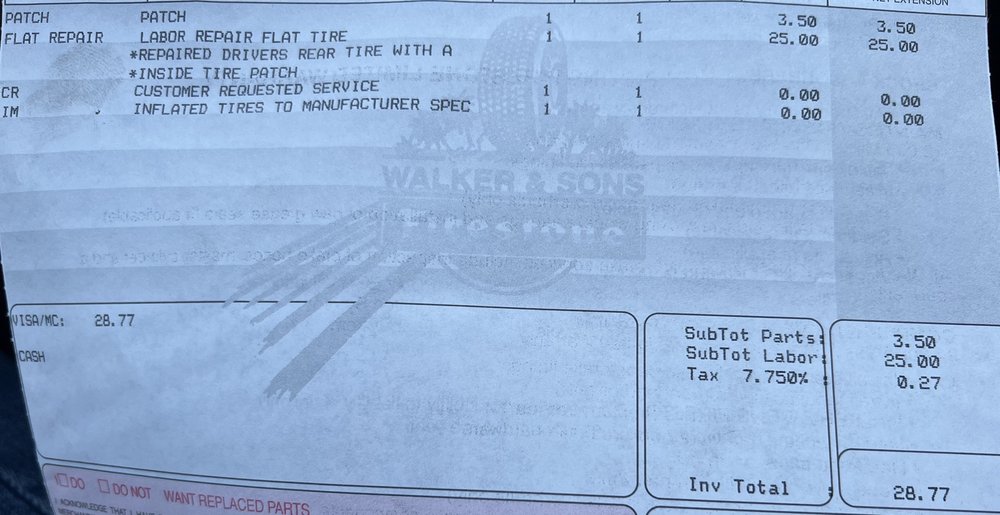 EXTENSION
PATCH PATCH 1 1 3.50 3.50
FLAT REPAIR LABOR REPAIR FLAT TIRE 1 1 25.00 25.00
*REPAIRED DRIVERS REAR TIRE WITH A
*INSIDE TIRE PATCH
CR CUSTOMER REQUESTED SERVICE 1 1 0.00 0.00
IM INFLATED TIRES TO MANUFACTURER SPEC 1 1 0.00 0.00
WALKER & SONS
Firestone
VISA/MC: 28.77
CASH
SubTot Parts: 3.50
SubTot Labor: 25.00
Tax 7.750% : 0.27
Inv Total : 28.77
DO DO NOT WANT REPLACED PARTS
I ACKNOWLEDGE THAT I